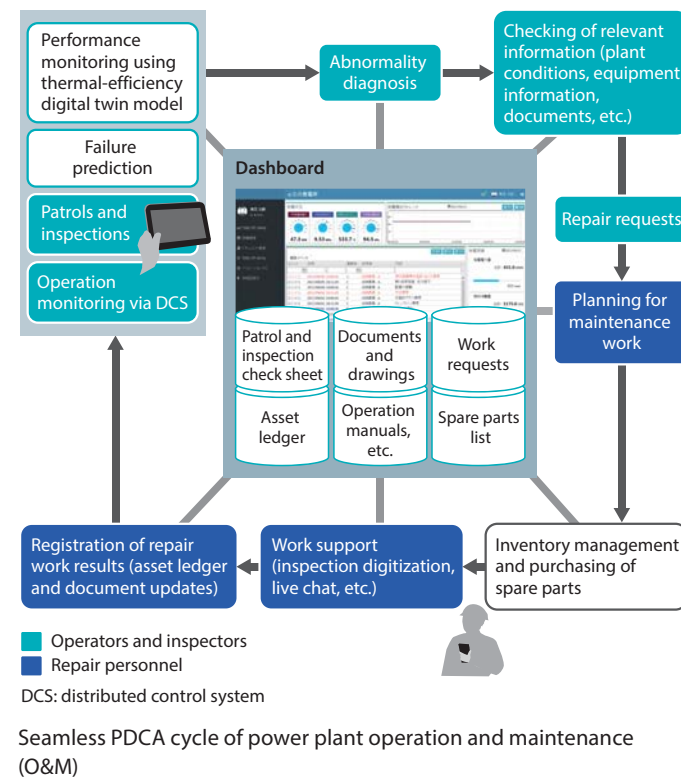 Performance
monitoring using
thermal-efficiency
digital twin model
Failure
prediction
Patrols and
inspections
Operation
monitoring via DCS
Abnormality
diagnosis
Checking of relevant
information (plant
conditions, equipment
information,
documents, etc.)
Repair requests
Planning for
maintenance
work
Dashboard
Patrol and
inspection
check sheet
Documents
and
drawings
Work
requests
Asset
ledger
Operation
manuals,
etc.
Spare parts
list
Registration of repair
work results (asset ledger
and document updates)
Work support
(inspection digitization,
live chat, etc.)
Inventory management
and purchasing of
spare parts
Operators and inspectors
Repair personnel
DCS: distributed control system
Seamless PDCA cycle of power plant operation and maintenance
(O&M)